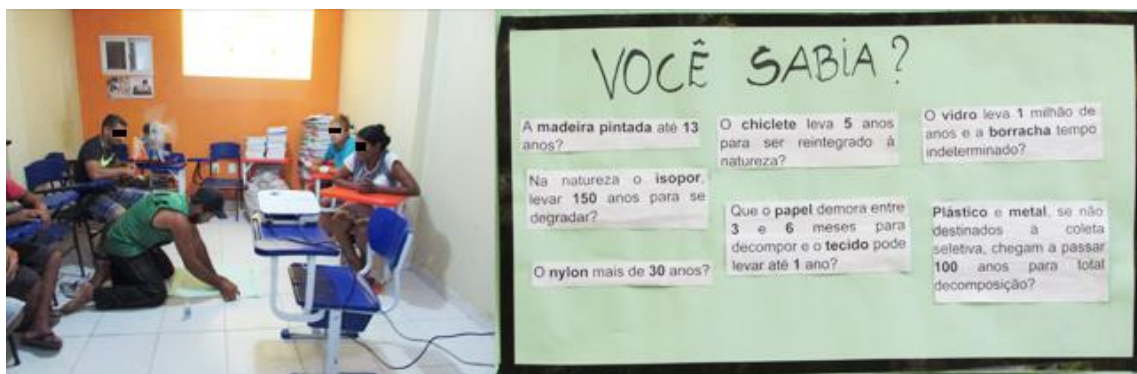 VOCÊ SABIA?
A madeira pintada até 13
anos?
Na natureza o isopor,
levar 150 anos para se
degradar?
O nylon mais de 30 anos?
O chiclete leva 5 anos
para ser reintegrado à
natureza?
Que o papel demora entre
3 e 6 meses para
decompor e o tecido pode
levar até 1 ano?
O vidro leva 1 milhão de
anos e a borracha tempo
indeterminado?
Plástico e metal, se não
destinados à coleta
seletiva, chegam a passar
100 anos para total
decomposição?